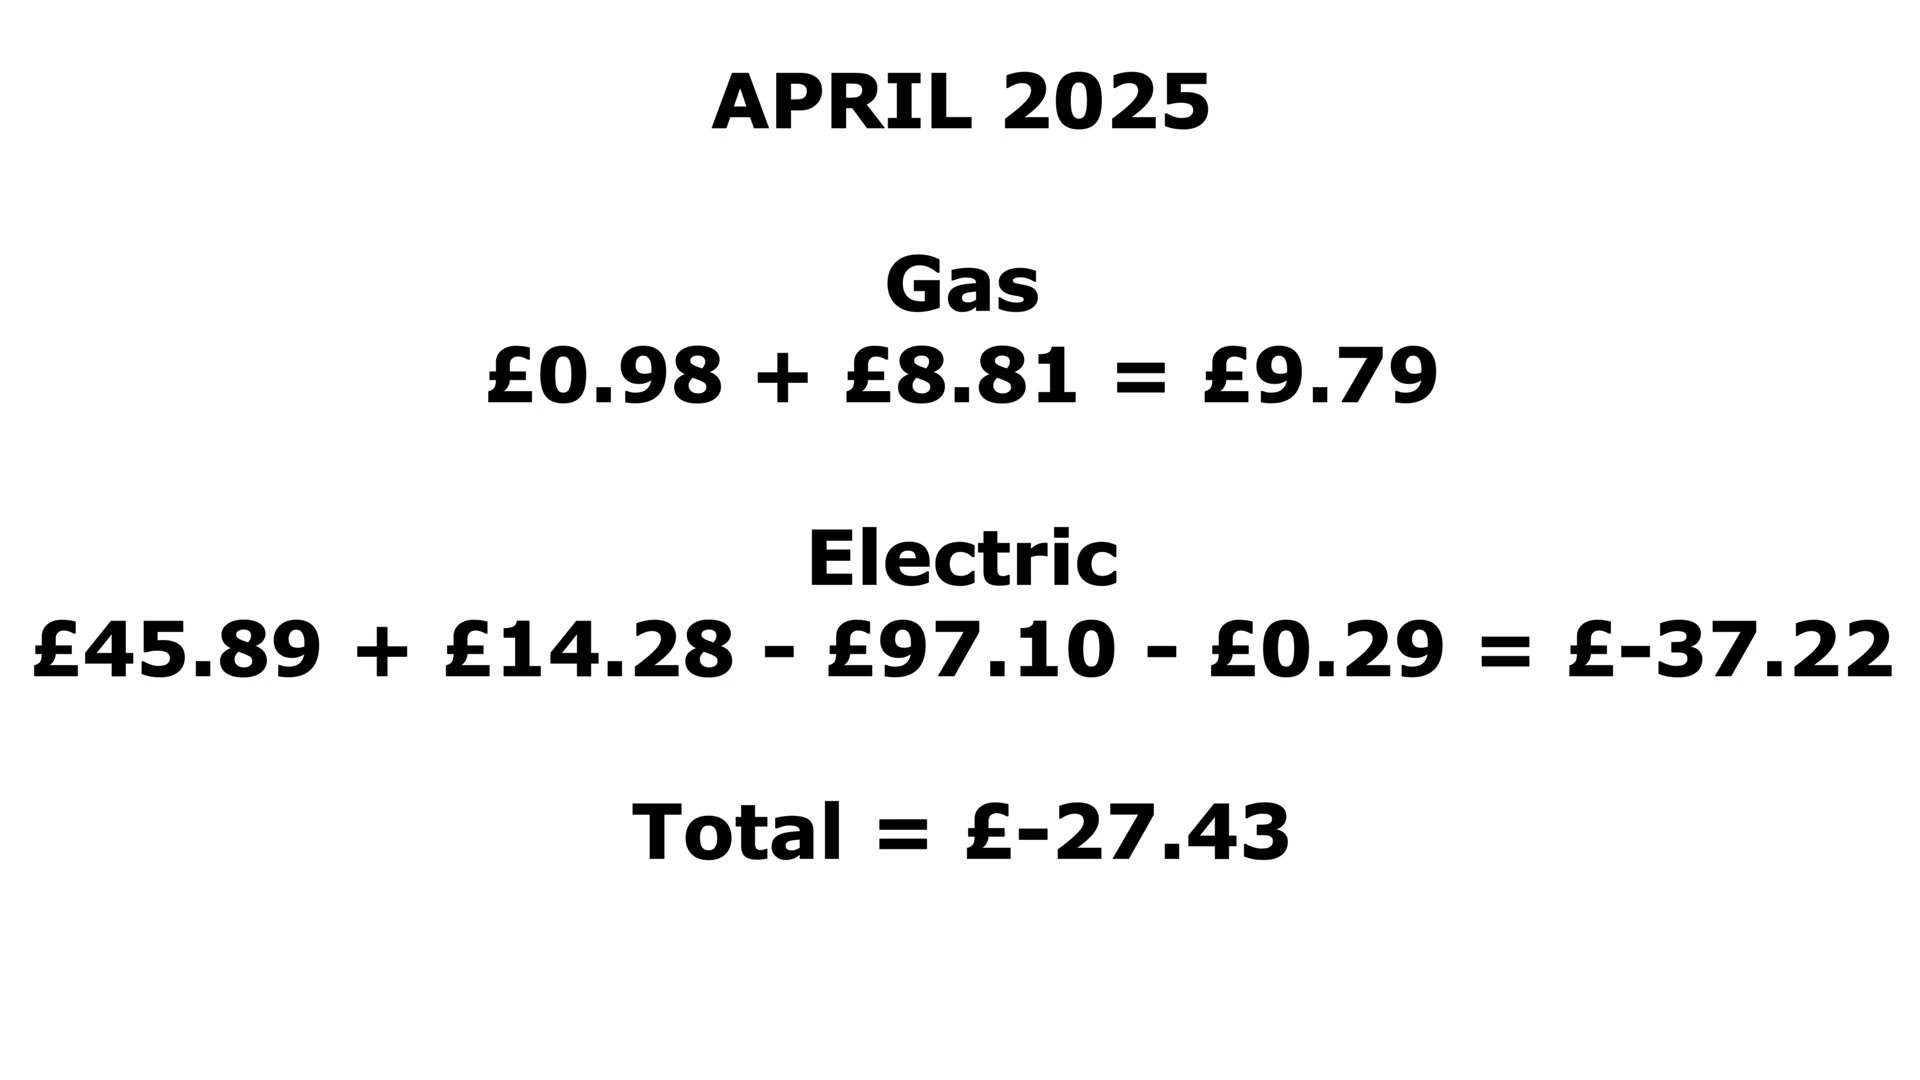 APRIL 2025
Gas
£0.98 + £8.81 = £9.79
Electric
£45.89 + £14.28 - £97.10 - £0.29 = £-37.22
Total = £-27.43